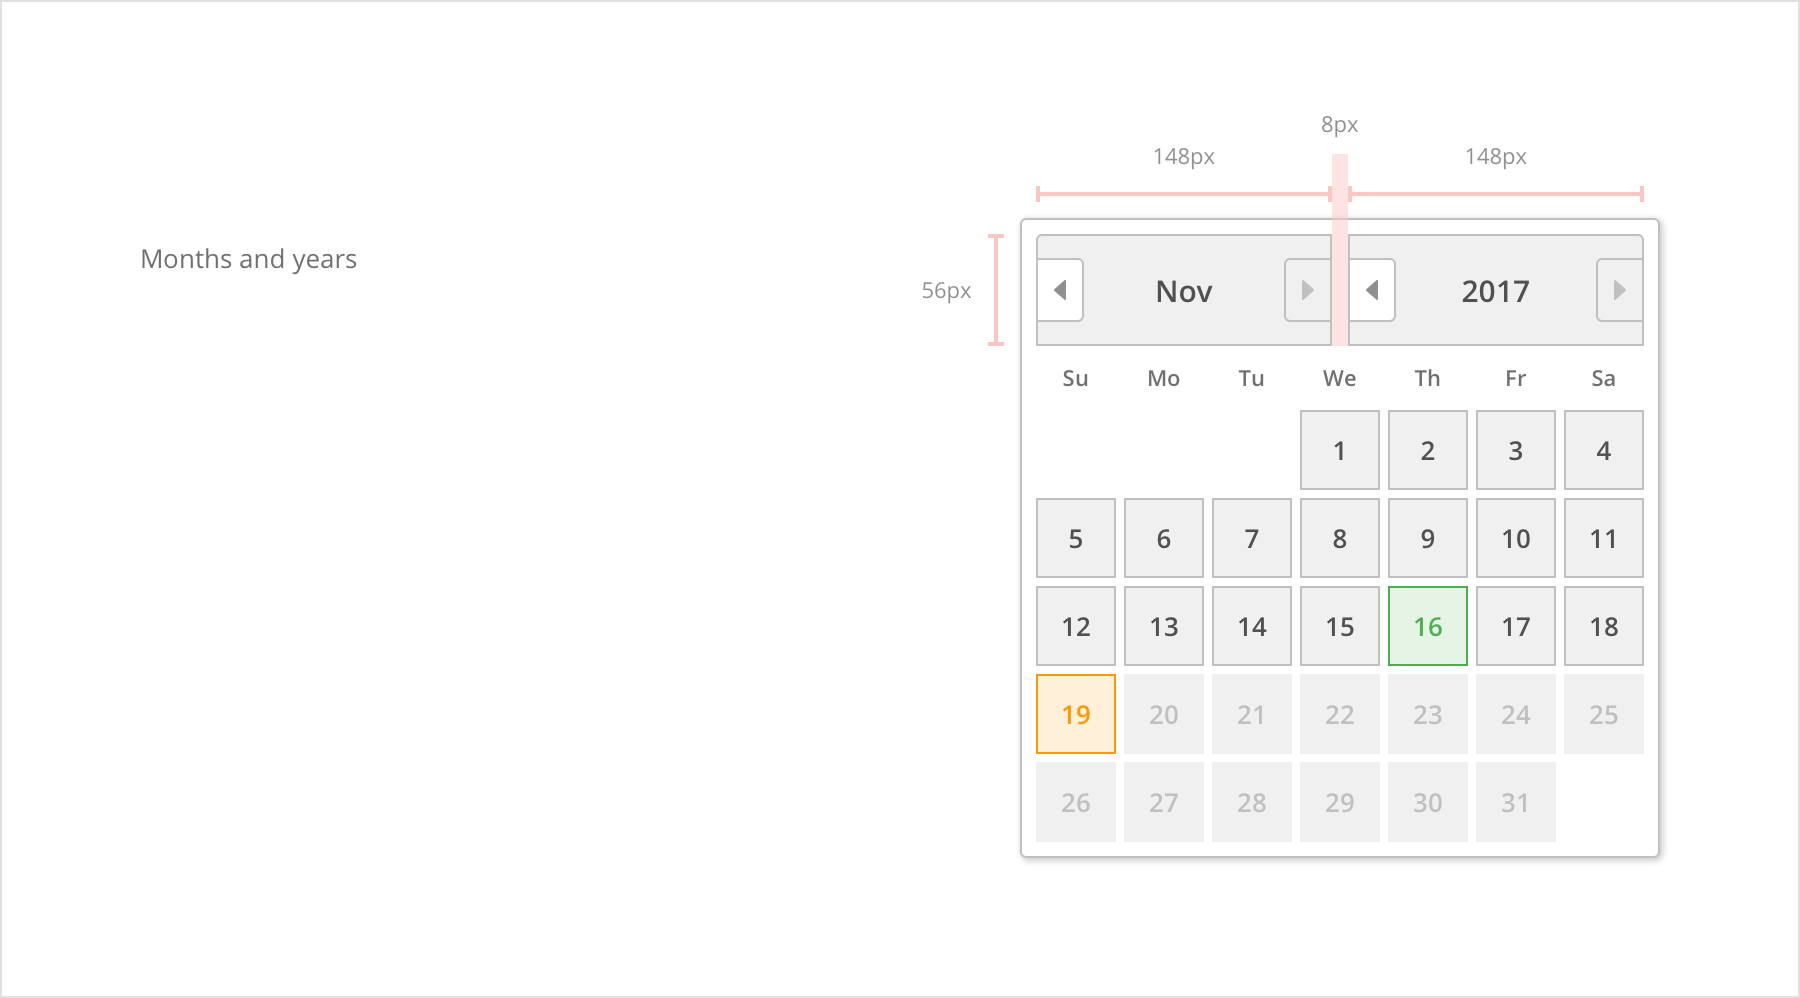 8px
148px 148px
Months and years
56px
Nov 2017
Su Mo Tu We Th Fr Sa
1 2 3 4
5 6 7 8 9 10 11
12 13 14 15 16 17 18
19 20 21 22 23 24 25
26 27 28 29 30 31